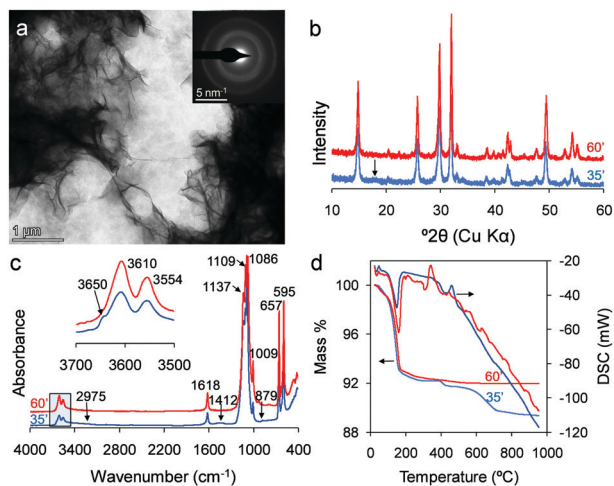 a
5 nm⁻¹
1 µm
b
Intensity
60'
35'
10 20 30 40 50 60
º2θ (Cu Kα)
c
Absorbance
3650
3610
3554
3700 3600 3500
1109
1086
1137
595
657
1009
1618
1412
879
2975
60'
35'
4000 3400 2800 2200 1600 1000 400
Wavenumber (cm⁻¹)
d
Mass %
100
96
92
88
-20
-40
-60
-80
-100
-120
DSC (mW)
60'
35'
0 200 400 600 800 1000
Temperature (ºC)